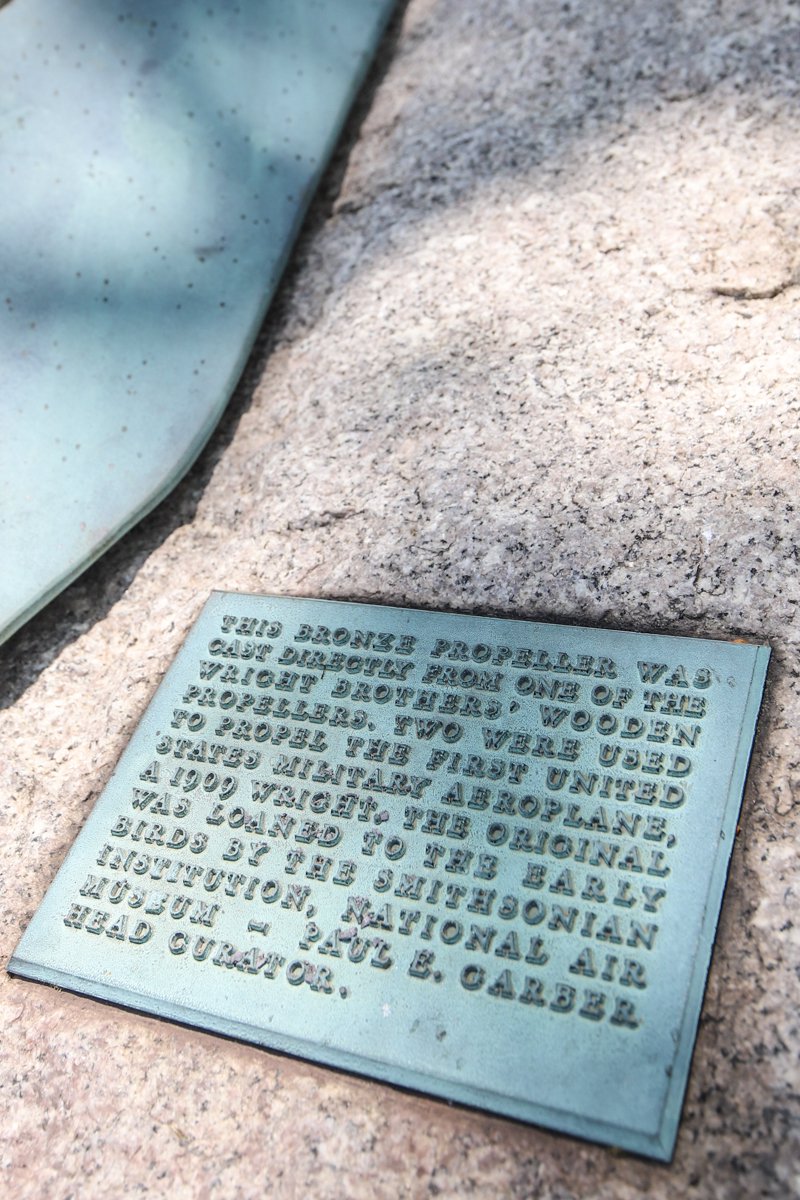 THIS BRONZE PROPELLER WAS
CAST DIRECTLY FROM ONE OF THE
WRIGHT BROTHERS' WOODEN
PROPELLERS. TWO WERE USED
TO PROPEL THE FIRST UNITED
STATES MILITARY AEROPLANE,
A 1909 WRIGHT. THE ORIGINAL
WAS LOANED TO THE EARLY
BIRDS BY THE SMITHSONIAN
INSTITUTION, NATIONAL AIR
MUSEUM - PAUL E. GARBER
HEAD CURATOR.